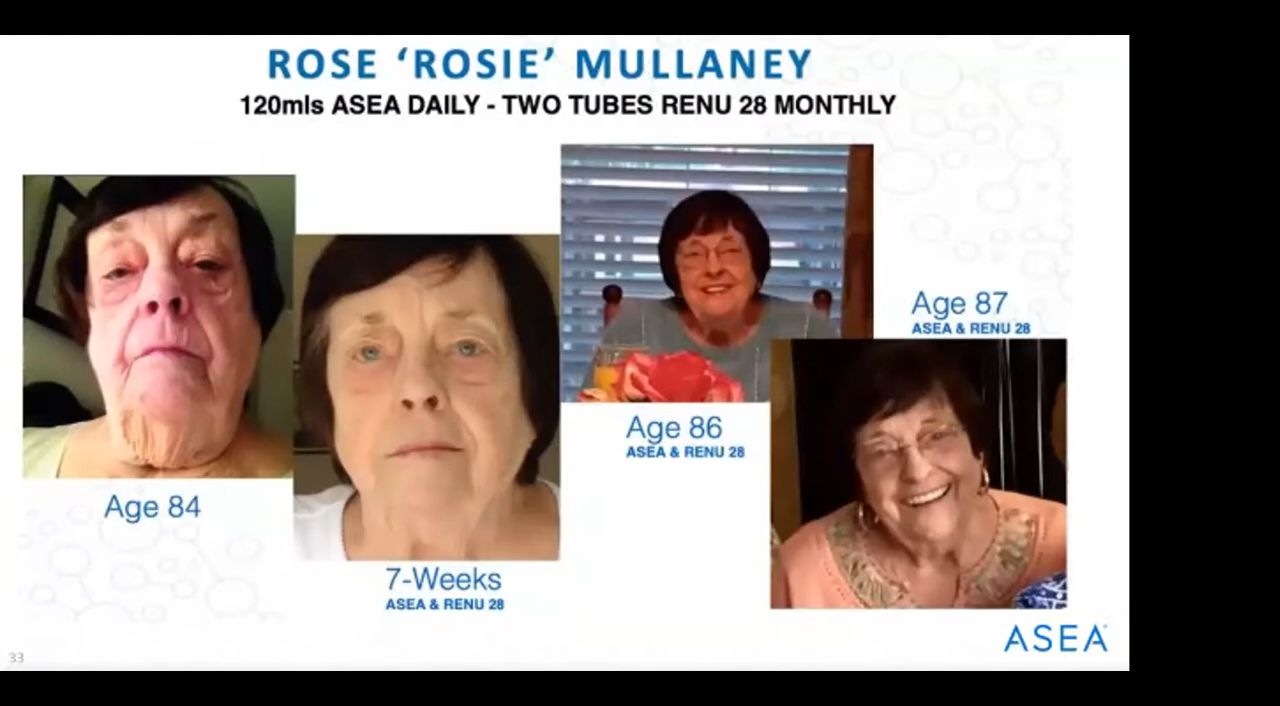 ROSE ‘ROSIE’ MULLANEY
120mls ASEA DAILY - TWO TUBES RENU 28 MONTHLY
Age 84
7-Weeks
ASEA & RENU 28
Age 86
ASEA & RENU 28
Age 87
ASEA & RENU 28
ASEA
33